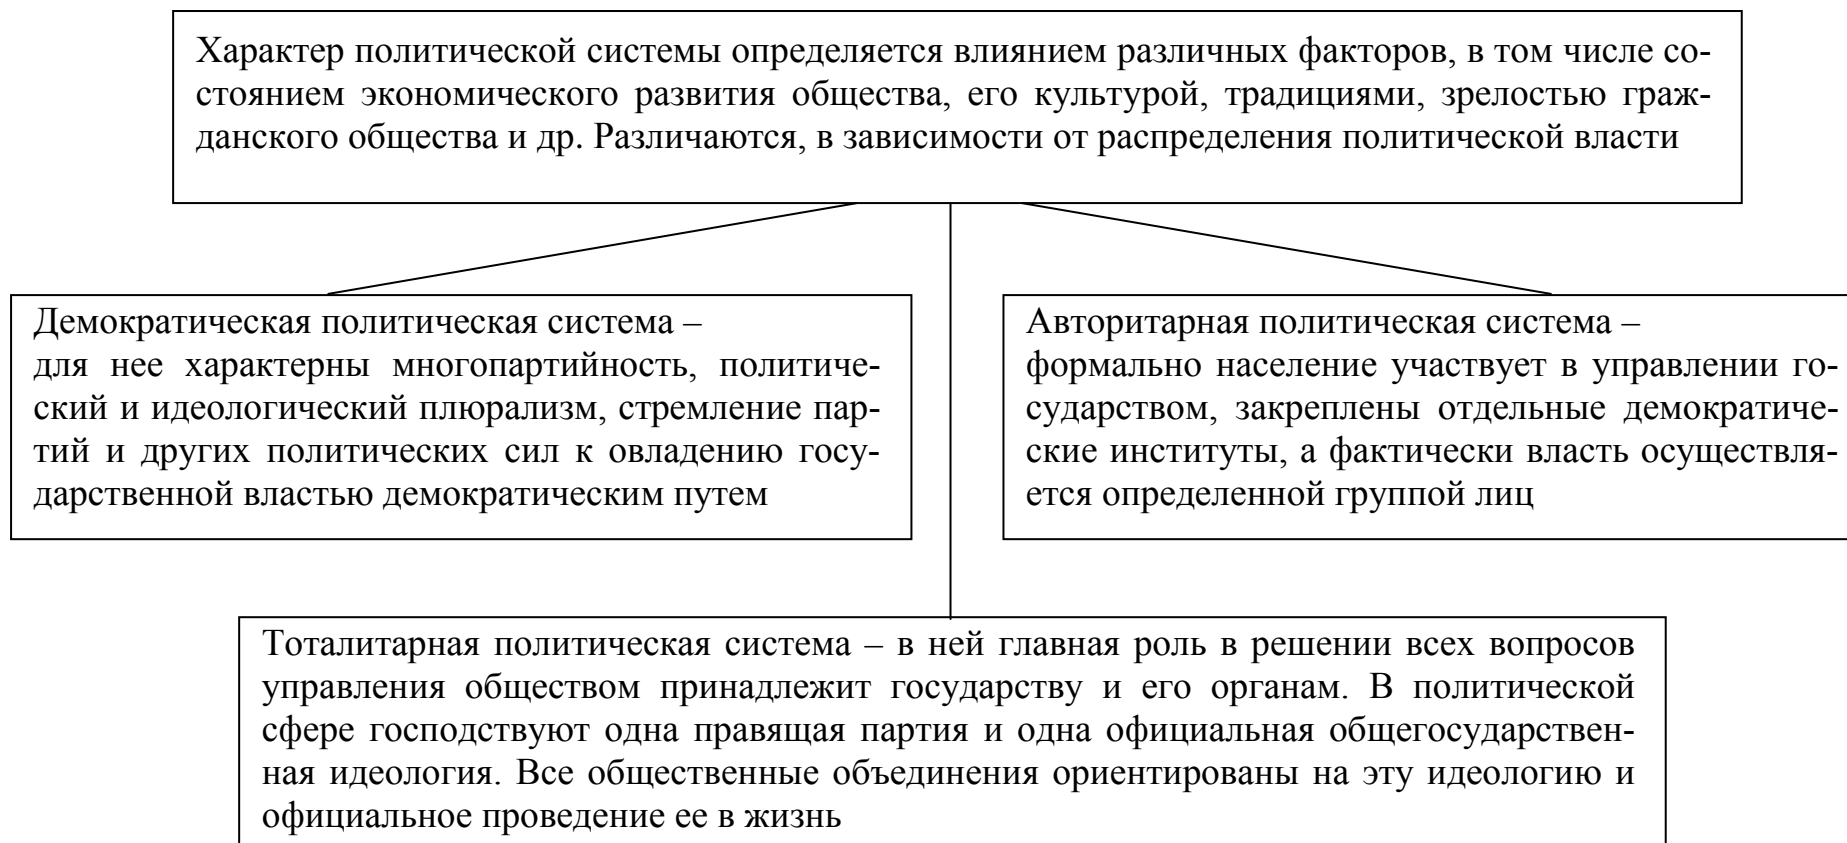 Характер политической системы определяется влиянием различных факторов, в том числе со-
стоянием экономического развития общества, его культурой, традициями, зрелостью граж-
данского общества и др. Различаются, в зависимости от распределения политической власти
Демократическая политическая система –
для нее характерны многопартийность, политиче-
ский и идеологический плюрализм, стремление пар-
тий и других политических сил к овладению госу-
дарственной властью демократическим путем
Авторитарная политическая система –
формально население участвует в управлении го-
сударством, закреплены отдельные демократиче-
ские институты, а фактически власть осуществля-
ется определенной группой лиц
Тоталитарная политическая система – в ней главная роль в решении всех вопросов
управления обществом принадлежит государству и его органам. В политической
сфере господствуют одна правящая партия и одна официальная общегосударствен-
ная идеология. Все общественные объединения ориентированы на эту идеологию и
официальное проведение ее в жизнь